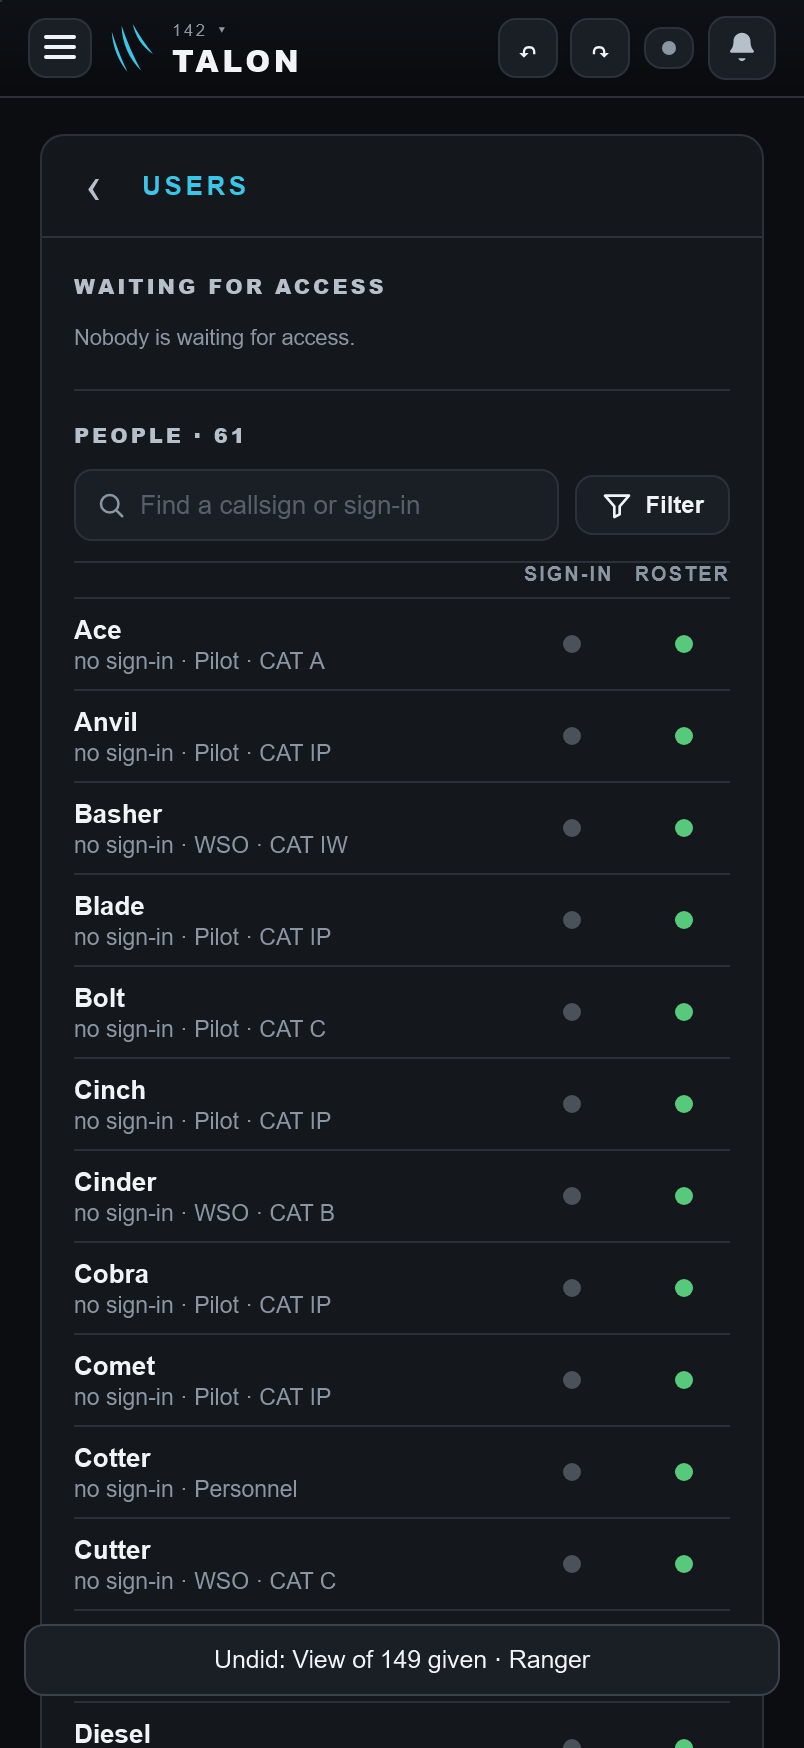 142 ▾
TALON
USERS
WAITING FOR ACCESS
Nobody is waiting for access.
PEOPLE · 61
Find a callsign or sign-in
Filter
SIGN-IN ROSTER
Ace
no sign-in · Pilot · CAT A
Anvil
no sign-in · Pilot · CAT IP
Basher
no sign-in · WSO · CAT IW
Blade
no sign-in · Pilot · CAT IP
Bolt
no sign-in · Pilot · CAT C
Cinch
no sign-in · Pilot · CAT IP
Cinder
no sign-in · WSO · CAT B
Cobra
no sign-in · Pilot · CAT IP
Comet
no sign-in · Pilot · CAT IP
Cotter
no sign-in · Personnel
Cutter
no sign-in · WSO · CAT C
Undid: View of 149 given · Ranger
Diesel